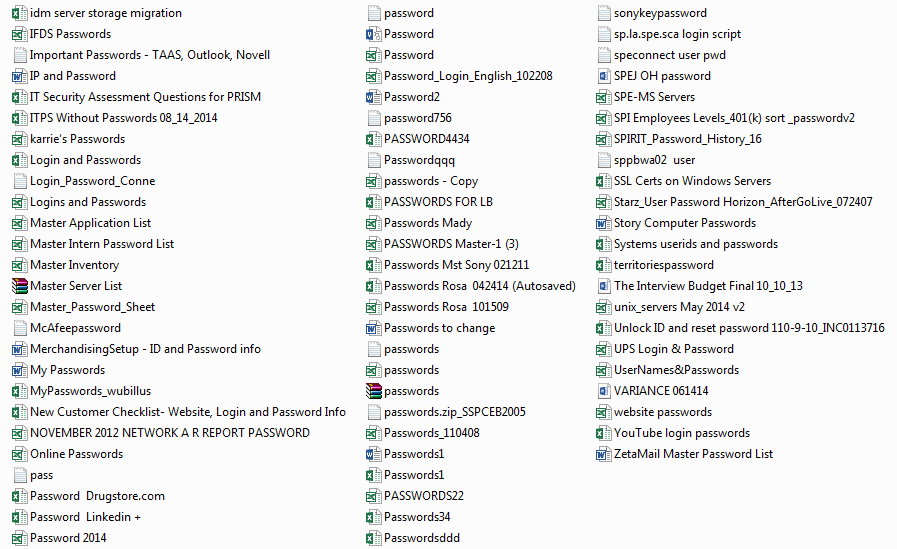 idm server storage migration
IFDS Passwords
Important Passwords - TAAS, Outlook, Novell
IP and Password
IT Security Assessment Questions for PRISM
ITPS Without Passwords 08_14_2014
karrie's Passwords
Login and Passwords
Login_Password_Conne
Logins and Passwords
Master Application List
Master Intern Password List
Master Inventory
Master Server List
Master_Password_Sheet
McAfeepassword
MerchandisingSetup - ID and Password info
My Passwords
MyPasswords_wubillus
New Customer Checklist- Website, Login and Password Info
NOVEMBER 2012 NETWORK A R REPORT PASSWORD
Online Passwords
pass
Password  Drugstore.com
Password  Linkedin +
Password 2014
password
Password
Password
Password_Login_English_102208
Password2
password756
PASSWORD4434
Passwordqqq
passwords - Copy
PASSWORDS FOR LB
Passwords Mady
PASSWORDS Master-1 (3)
Passwords Mst Sony 021211
Passwords Rosa  042414 (Autosaved)
Passwords Rosa  101509
Passwords to change
passwords
passwords
passwords
passwords.zip_SSPCEB2005
Passwords_110408
Passwords1
Passwords1
PASSWORDS22
Passwords34
Passwordsddd
sonykeypassword
sp.la.spe.sca login script
speconnect user pwd
SPEJ OH password
SPE-MS Servers
SPI Employees Levels_401(k) sort _passwordv2
SPIRIT_Password_History_16
sppbwa02  user
SSL Certs on Windows Servers
Starz_User Password Horizon_AfterGoLive_072407
Story Computer Passwords
Systems userids and passwords
territoriespassword
The Interview Budget Final 10_10_13
unix_servers May 2014 v2
Unlock ID and reset password 110-9-10_INC0113716
UPS Login & Password
UserNames&Passwords
VARIANCE 061414
website passwords
YouTube login passwords
ZetaMail Master Password List